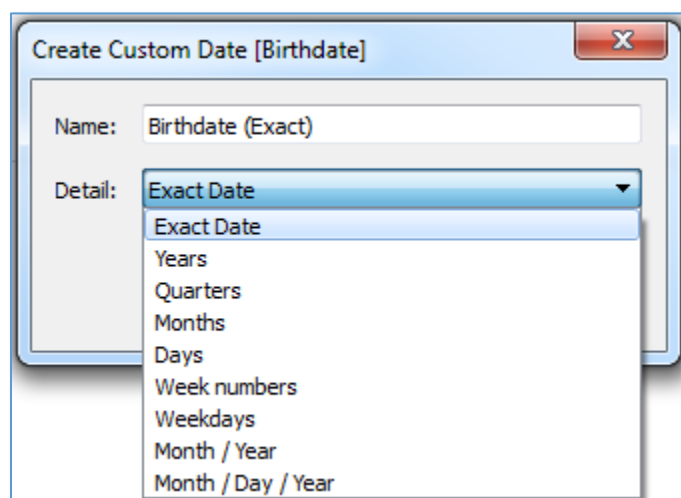 Create Custom Date [Birthdate]
Name: Birthdate (Exact)
Detail: Exact Date
Exact Date
Years
Quarters
Months
Days
Week numbers
Weekdays
Month / Year
Month / Day / Year